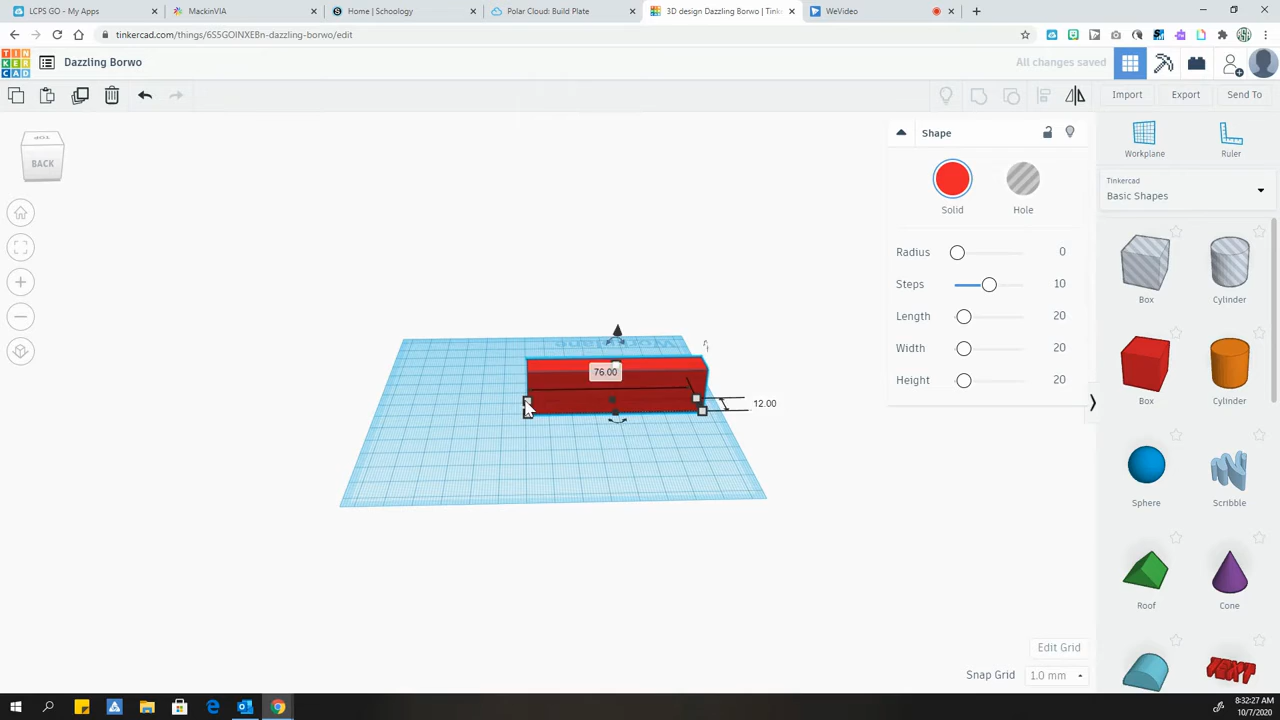 LCPS GO - My Apps
MackinVIA
Home | Schoology
Polar Cloud: Build Plate
3D design Dazzling Borwo | Tink
WeVideo
tinkercad.com/things/6S5GOINXEBn-dazzling-borwo/edit
TIN
KER
CAD
Dazzling Borwo
All changes saved
Import
Export
Send To
TOP
BACK
Shape
Solid
Hole
Radius 0
Steps 10
Length 20
Width 20
Height 20
Workplane
Ruler
Tinkercad
Basic Shapes
Box
Cylinder
Box
Cylinder
Sphere
Scribble
Roof
Cone
TEXT
Workplane
76.00
12.00
Edit Grid
Snap Grid 1.0 mm
8:32:27 AM
10/7/2020